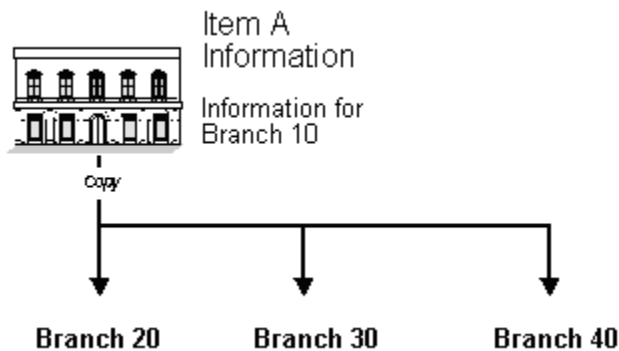 Item A
Information
Information for
Branch 10
Copy
Branch 20 Branch 30 Branch 40